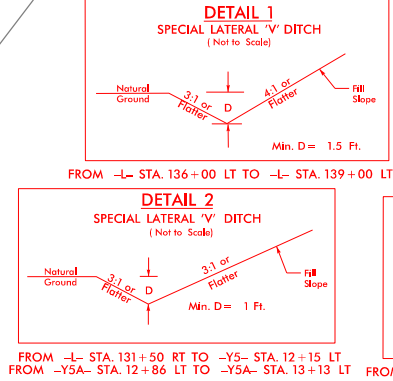 DETAIL 1
SPECIAL LATERAL 'V' DITCH
( Not to Scale)
Natural
Ground
3:1 or
Flatter
D
4:1 or
Flatter
Fill
Slope
Min. D = 1.5 Ft.
FROM -L- STA. 136+00 LT TO -L- STA. 139+00 LT
DETAIL 2
SPECIAL LATERAL 'V' DITCH
( Not to Scale)
Natural
Ground
3:1 or
Flatter
D
3:1 or
Flatter
Fill
Slope
Min. D = 1 Ft.
FROM -L- STA. 131+50 RT TO -Y5- STA. 12+15 LT
FROM -Y5A- STA. 12+86 LT TO -Y5A- STA. 13+13 LT
FROM